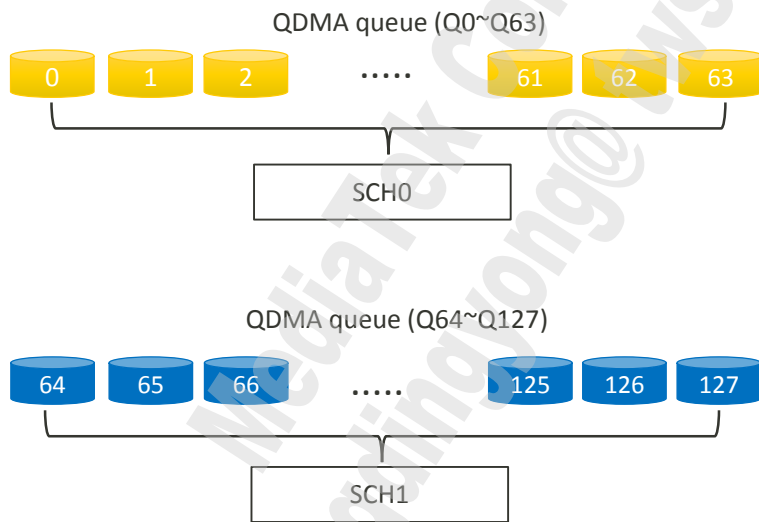 QDMA queue (Q0~Q63)
0 1 2 ..... 61 62 63
SCH0
QDMA queue (Q64~Q127)
64 65 66 ..... 125 126 127
SCH1
MediaTek